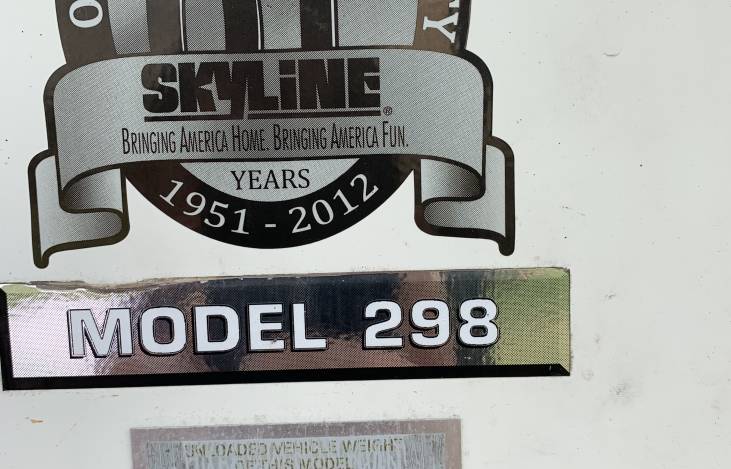 SKYLINE®
BRINGING AMERICA HOME. BRINGING AMERICA FUN.
YEARS
1951 - 2012
MODEL 298
UNLOADED VEHICLE WEIGHT
OF THIS MODEL